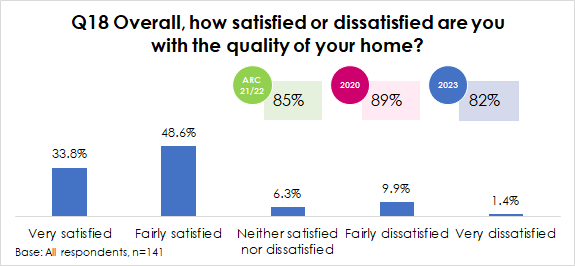 Q18 Overall, how satisfied or dissatisfied are you
with the quality of your home?
ARC
21/22
85%
2020
89%
2023
82%
33.8%
48.6%
6.3%
9.9%
1.4%
Very satisfied
Fairly satisfied
Neither satisfied
nor dissatisfied
Fairly dissatisfied
Very dissatisfied
Base: All respondents, n=141